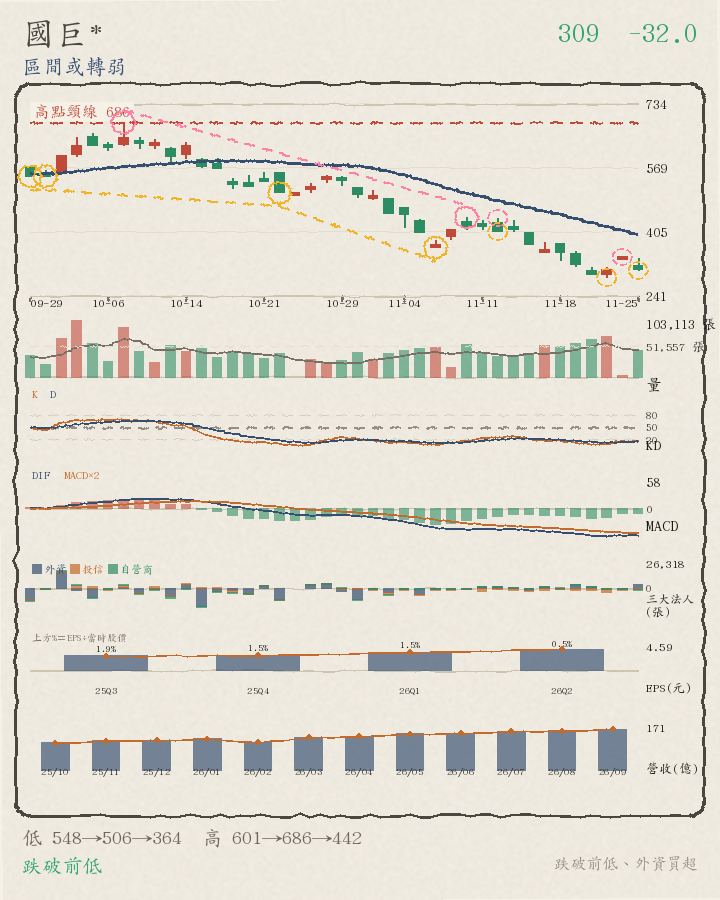 國巨*
309 -32.0
區間或轉弱
高點頸線 686
734
569
405
241
09-29 10-06 10-14 10-21 10-29 11-04 11-11 11-18 11-25
103,113 張
51,557 張
量
K D
80
50
20
KD
DIF MACD×2
58
0
MACD
外資 投信 自營商
26,318
0
三大法人
(張)
上方%=EPS÷當時股價
1.9% 1.5% 1.5% 0.5%
4.59
25Q3 25Q4 26Q1 26Q2
EPS(元)
171
25/10 25/11 25/12 26/01 26/02 26/03 26/04 26/05 26/06 26/07 26/08 26/09
營收(億)
低 548→506→364 高 601→686→442
跌破前低
跌破前低、外資買超